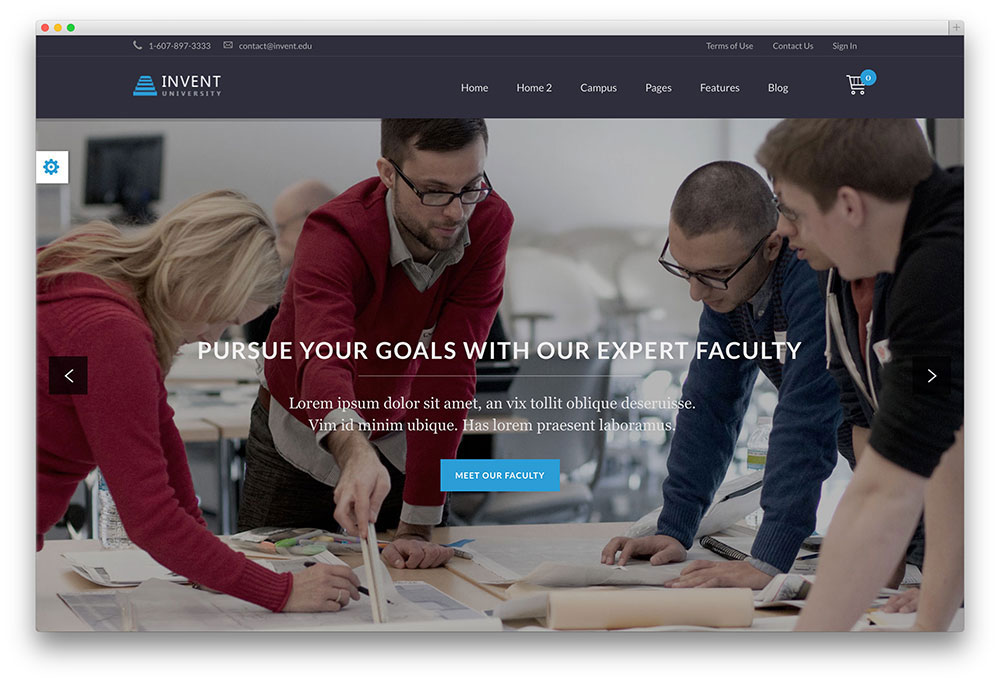 1-607-897-3333 contact@invent.edu Terms of Use Contact Us Sign In
INVENT
UNIVERSITY
Home Home 2 Campus Pages Features Blog 0
PURSUE YOUR GOALS WITH OUR EXPERT FACULTY
Lorem ipsum dolor sit amet, an vix tollit oblique deseruisse.
Vim id minim ubique. Has lorem praesent laboramus.
MEET OUR FACULTY